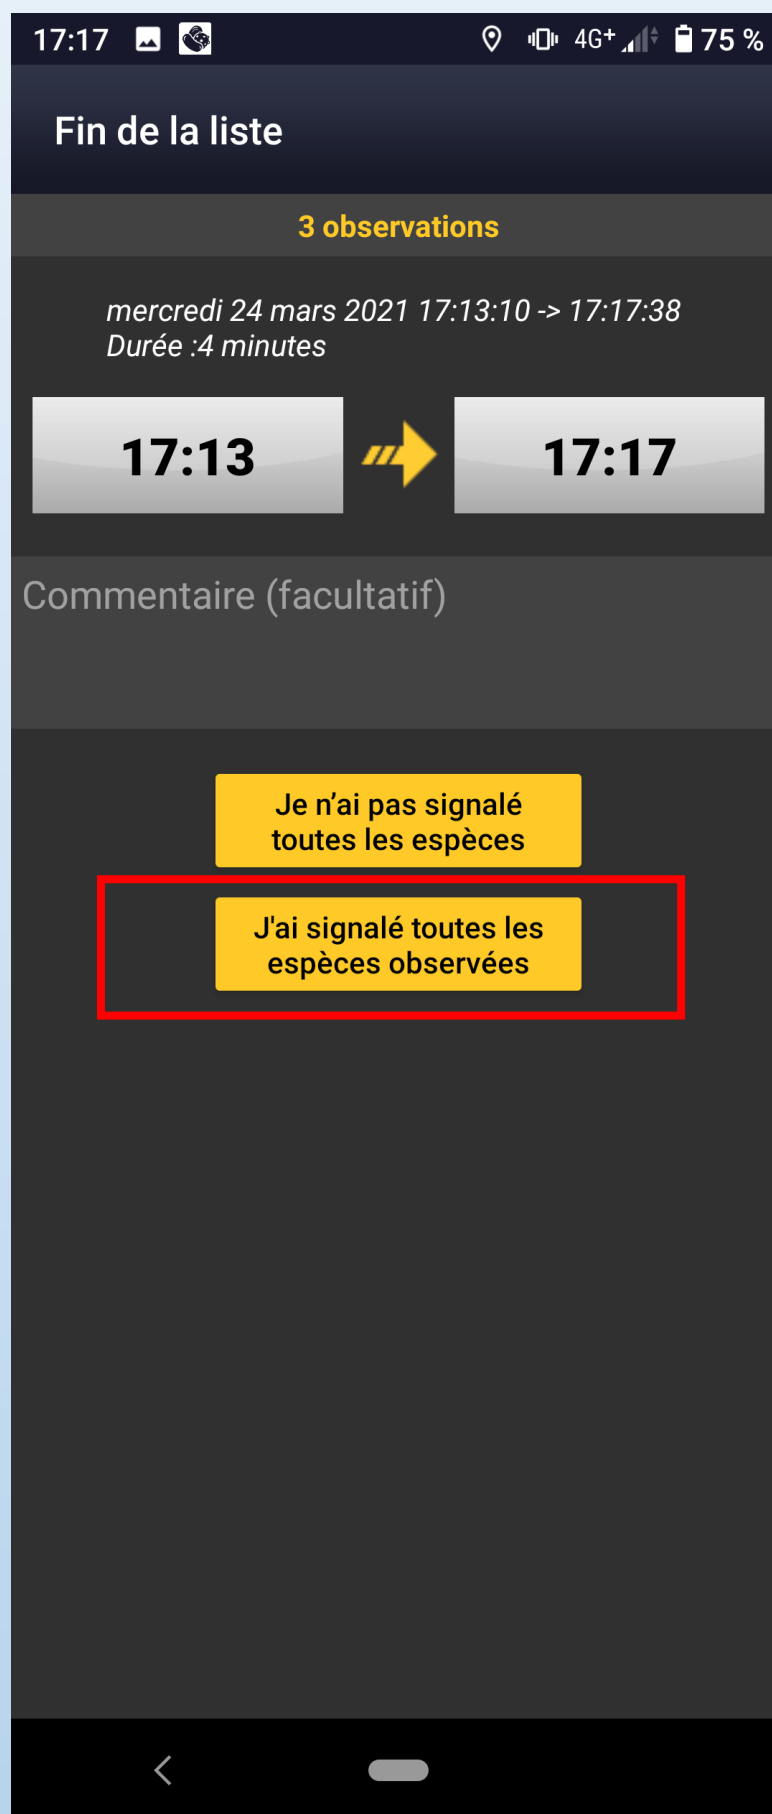 17:17 4G+ 75 %
Fin de la liste
3 observations
mercredi 24 mars 2021 17:13:10 -> 17:17:38
Durée :4 minutes
17:13 17:17
Commentaire (facultatif)
Je n’ai pas signalé
toutes les espèces
J'ai signalé toutes les
espèces observées